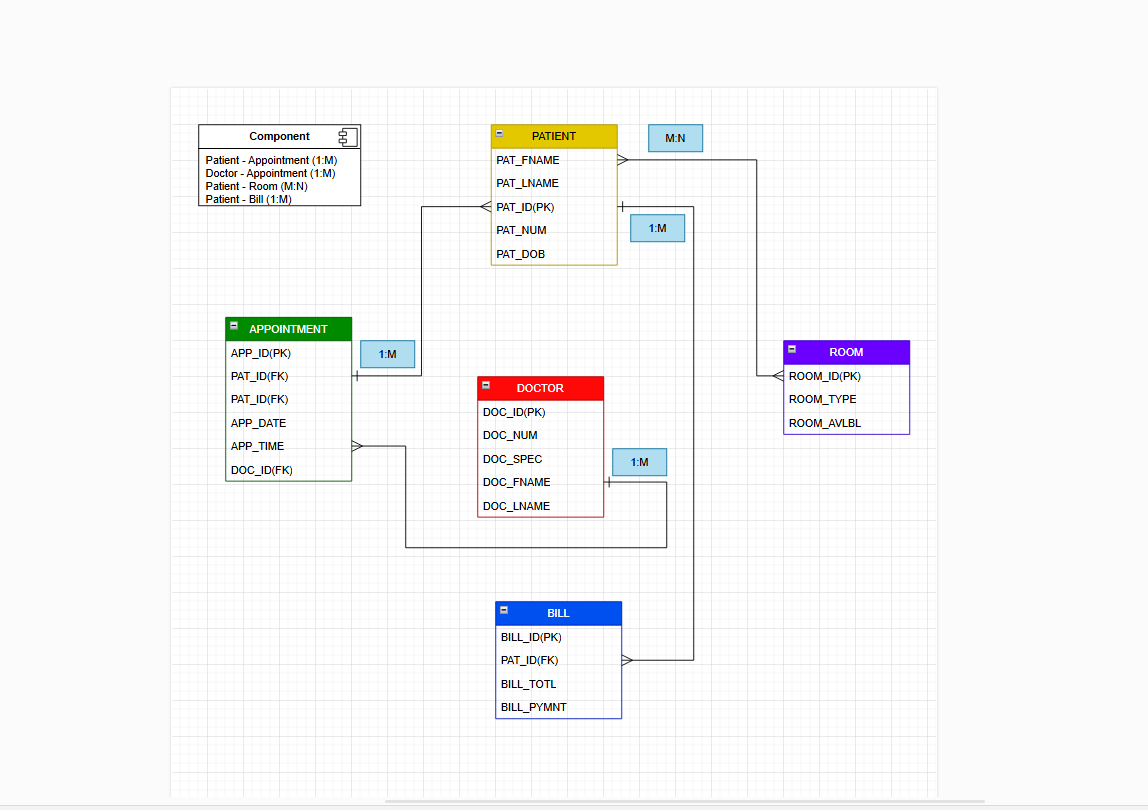 Component
Patient - Appointment (1:M)
Doctor - Appointment (1:M)
Patient - Room (M:N)
Patient - Bill (1:M)
PATIENT
PAT_FNAME
PAT_LNAME
PAT_ID(PK)
PAT_NUM
PAT_DOB
M:N
1:M
APPOINTMENT
APP_ID(PK)
PAT_ID(FK)
PAT_ID(FK)
APP_DATE
APP_TIME
DOC_ID(FK)
1:M
DOCTOR
DOC_ID(PK)
DOC_NUM
DOC_SPEC
DOC_FNAME
DOC_LNAME
1:M
ROOM
ROOM_ID(PK)
ROOM_TYPE
ROOM_AVLBL
BILL
BILL_ID(PK)
PAT_ID(FK)
BILL_TOTL
BILL_PYMNT